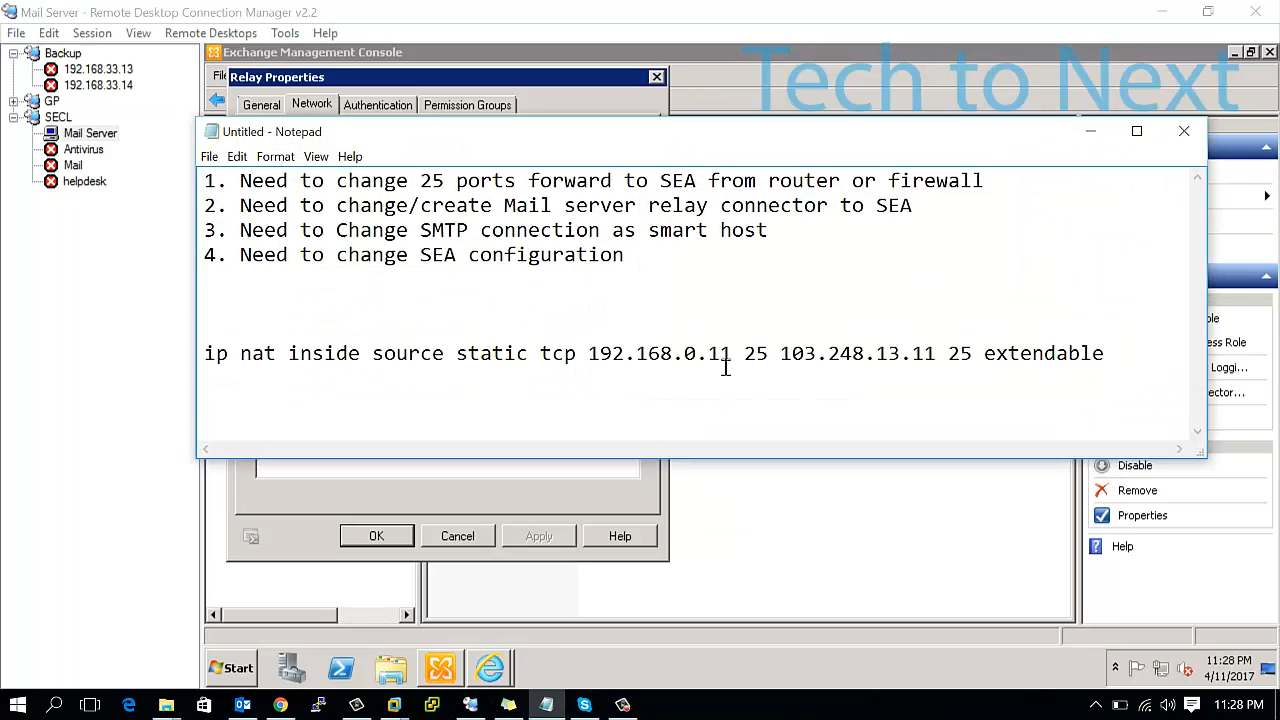 Mail Server - Remote Desktop Connection Manager v2.2
File Edit Session View Remote Desktops Tools Help
Backup
192.168.33.13
192.168.33.14
GP
SECL
Mail Server
Antivirus
Mail
helpdesk
Exchange Management Console
Tech to Next
Relay Properties
General Network Authentication Permission Groups
Untitled - Notepad
File Edit Format View Help
1. Need to change 25 ports forward to SEA from router or firewall
2. Need to change/create Mail server relay connector to SEA
3. Need to Change SMTP connection as smart host
4. Need to change SEA configuration
ip nat inside source static tcp 192.168.0.11 25 103.248.13.11 25 extendable
Loggi...
Disable
Remove
Properties
Help
OK Cancel Apply Help
Start
11:28 PM
4/11/2017
11:28 PM